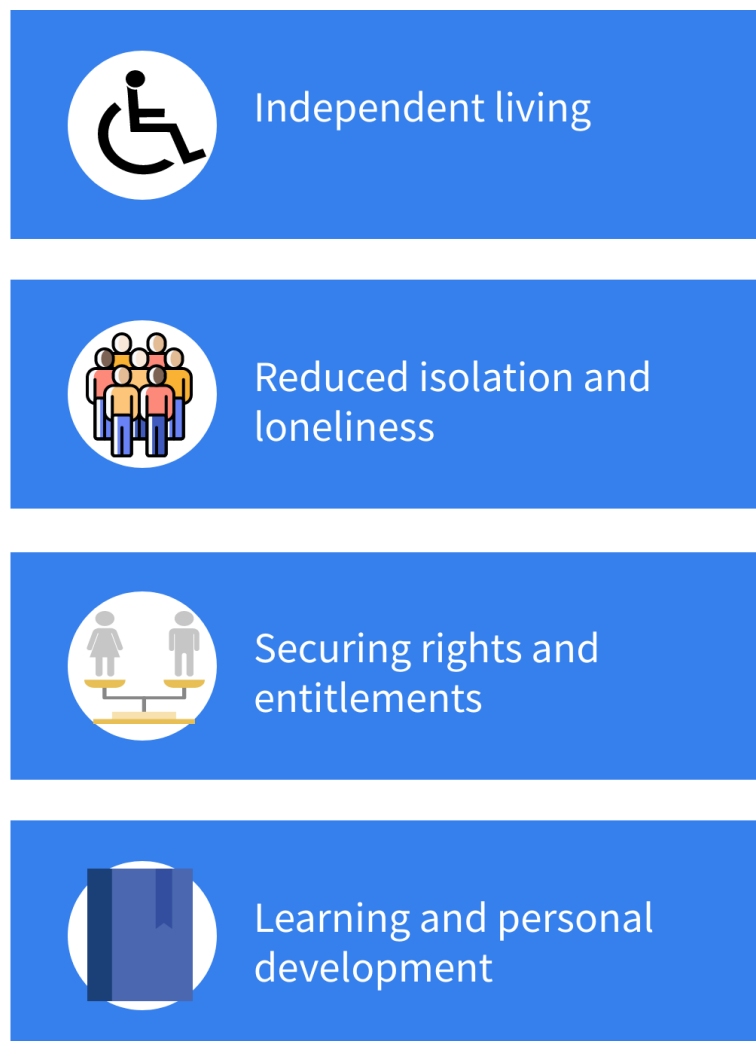 Independent living
Reduced isolation and
loneliness
Securing rights and
entitlements
Learning and personal
development